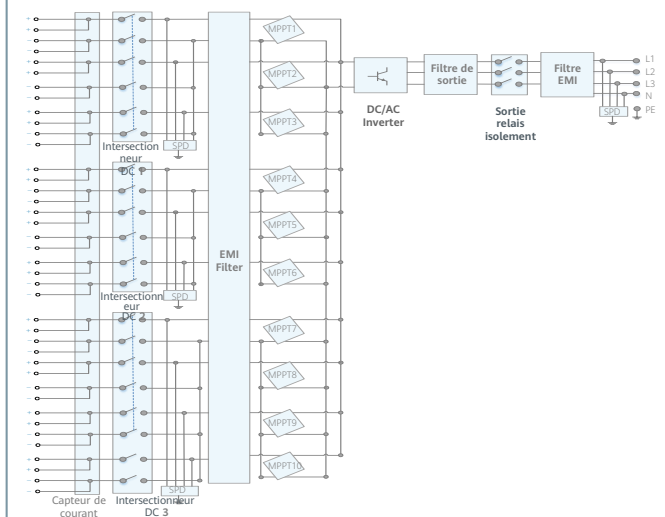 MPPT1
MPPT2
MPPT3
SPD
Intersection
neur
DC 1
MPPT4
MPPT5
MPPT6
EMI
Filter
SPD
Intersectionn
eur
DC 2
MPPT7
MPPT8
MPPT9
MPPT10
SPD
Capteur de
courant
Intersectionneur
DC 3
DC/AC
Inverter
Filtre de
sortie
Sortie
relais
isolement
Filtre
EMI
L1
L2
L3
N
SPD
PE